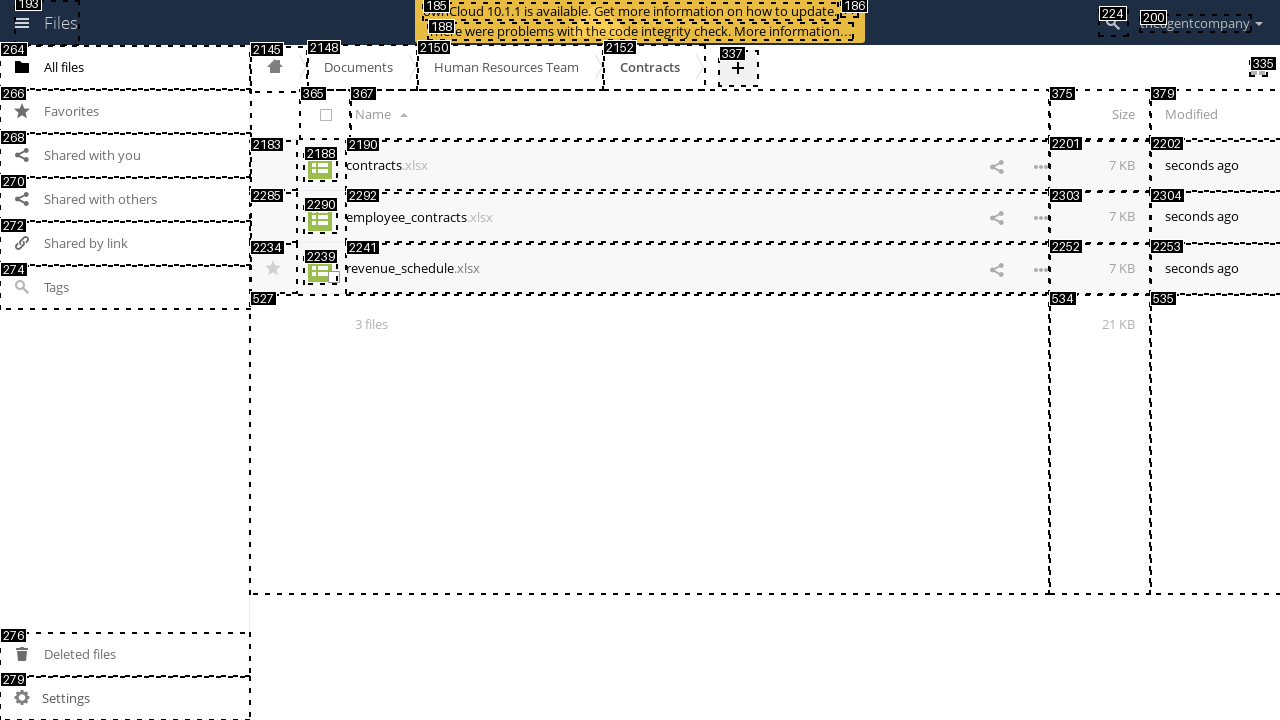 193
Files
185
Cloud 10.1.1 is available. Get more information on how to update.
186
188
were problems with the code integrity check. More information…
224
200
264
All files
266
Favorites
268
Shared with you
270
Shared with others
272
Shared by link
274
Tags
276
Deleted files
279
Settings
2145
2148
Documents
2150
Human Resources Team
2152
Contracts
337
+
335
365
367
Name
375
Size
379
Modified
2183
2188
2190
contracts.xlsx
2201
7 KB
2202
seconds ago
2285
2290
2292
employee_contracts.xlsx
2303
7 KB
2304
seconds ago
2234
2239
2241
revenue_schedule.xlsx
2252
7 KB
2253
seconds ago
527
3 files
534
21 KB
535